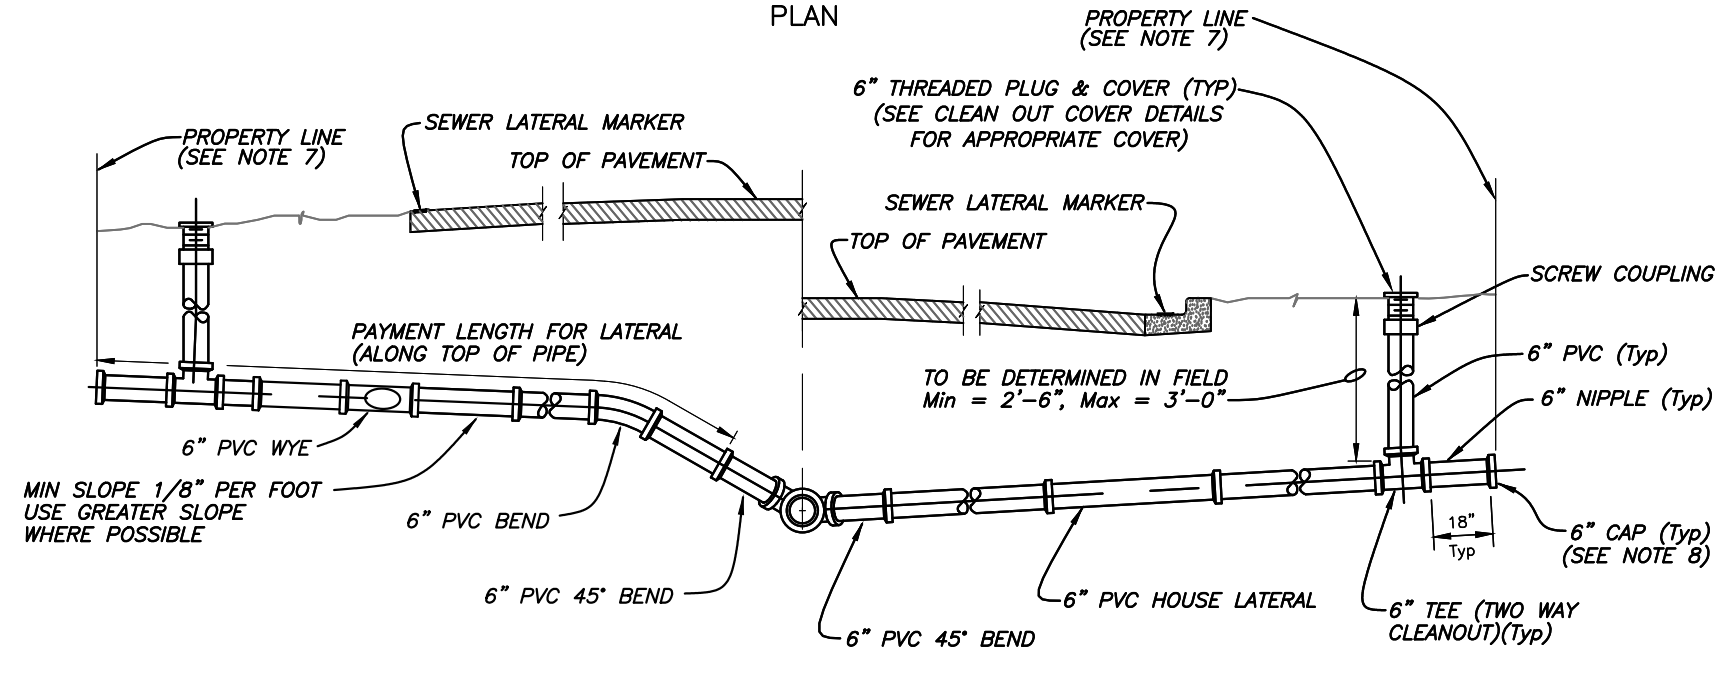 PLAN
PROPERTY LINE
(SEE NOTE 7)
6" THREADED PLUG & COVER (TYP)
(SEE CLEAN OUT COVER DETAILS
FOR APPROPRIATE COVER)
SEWER LATERAL MARKER
PROPERTY LINE
(SEE NOTE 7)
TOP OF PAVEMENT
SEWER LATERAL MARKER
TOP OF PAVEMENT
SCREW COUPLING
PAYMENT LENGTH FOR LATERAL
(ALONG TOP OF PIPE)
6" PVC (Typ)
TO BE DETERMINED IN FIELD
Min = 2'-6", Max = 3'-0"
6" NIPPLE (Typ)
6" PVC WYE
MIN SLOPE 1/8" PER FOOT
USE GREATER SLOPE
WHERE POSSIBLE
6" PVC BEND
18"
Typ
6" CAP (Typ)
(SEE NOTE 8)
6" PVC 45° BEND
6" PVC HOUSE LATERAL
6" TEE (TWO WAY
CLEANOUT)(Typ)
6" PVC 45° BEND